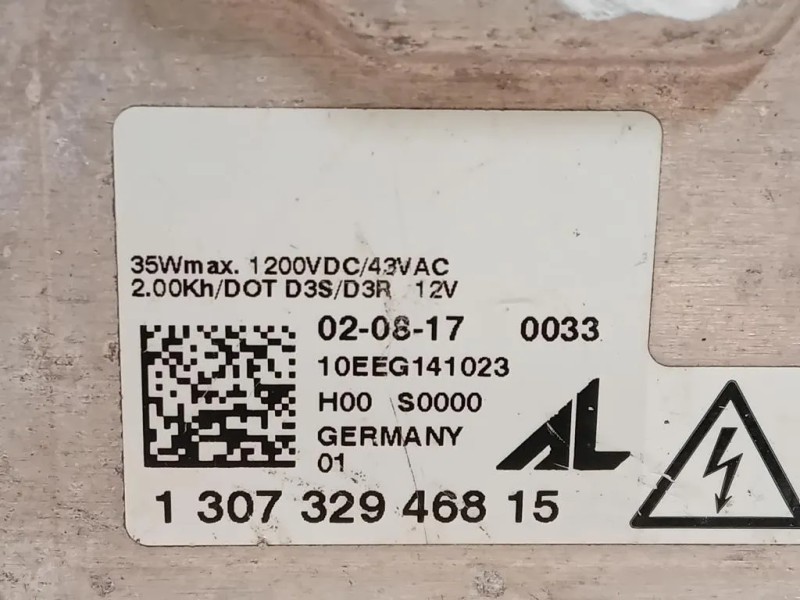 35Wmax. 1200VDC/43VAC
2.00Kh/DOT D3S/D3R 12V
02-08-17 0033
10EEG141023
H00 S0000
GERMANY
01
AL
1 307 329 468 15